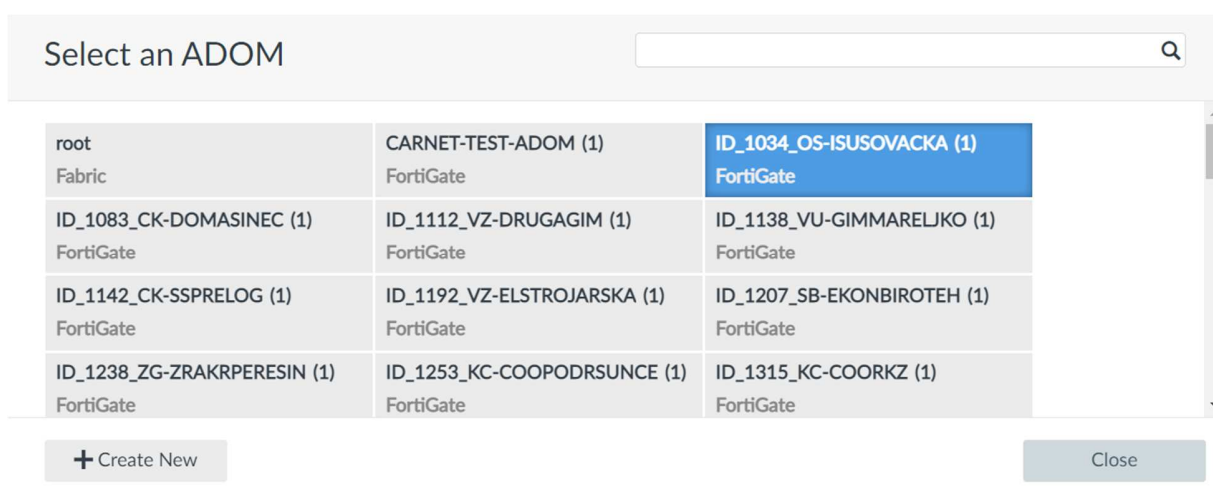 Select an ADOM
root
Fabric
CARNET-TEST-ADOM (1)
FortiGate
ID_1034_OS-ISUSOVACKA (1)
FortiGate
ID_1083_CK-DOMASINEC (1)
FortiGate
ID_1112_VZ-DRUGAGIM (1)
FortiGate
ID_1138_VU-GIMMARELJKO (1)
FortiGate
ID_1142_CK-SSPRELOG (1)
FortiGate
ID_1192_VZ-ELSTROJARSKA (1)
FortiGate
ID_1207_SB-EKONBIROTEH (1)
FortiGate
ID_1238_ZG-ZRAKRPERESIN (1)
FortiGate
ID_1253_KC-COOPODRSUNCE (1)
FortiGate
ID_1315_KC-COORKZ (1)
FortiGate
+ Create New
Close